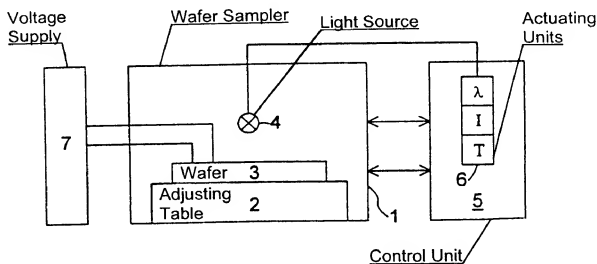 Voltage
Supply
Wafer Sampler
Light Source
Actuating
Units
λ
I
T
4
7
6
5
Wafer 3
Adjusting
Table
2
1
Control Unit